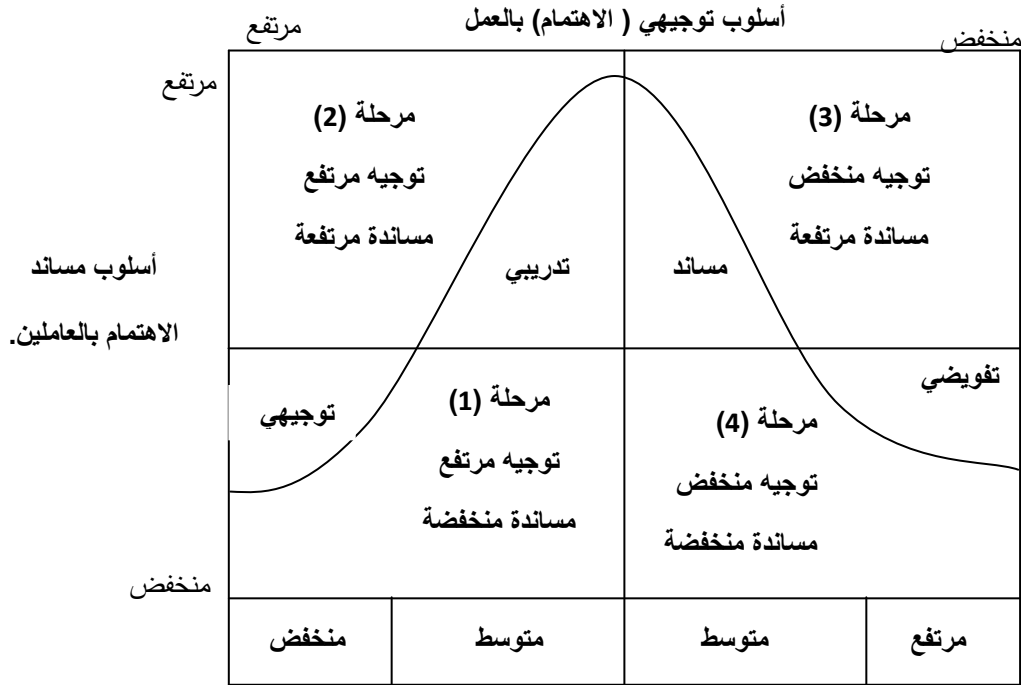 أسلوب توجيهي ( الاهتمام) بالعمل
منخفض
مرتفع
مرتفع
مرحلة (3)
توجيه منخفض
مساندة مرتفعة
مساند
مرحلة (2)
توجيه مرتفع
مساندة مرتفعة
تدريبي
أسلوب مساند
الاهتمام بالعاملين.
تفويضي
مرحلة (4)
توجيه منخفض
مساندة منخفضة
مرحلة (1)
توجيه مرتفع
مساندة منخفضة
توجيهي
منخفض
مرتفع
متوسط
متوسط
منخفض